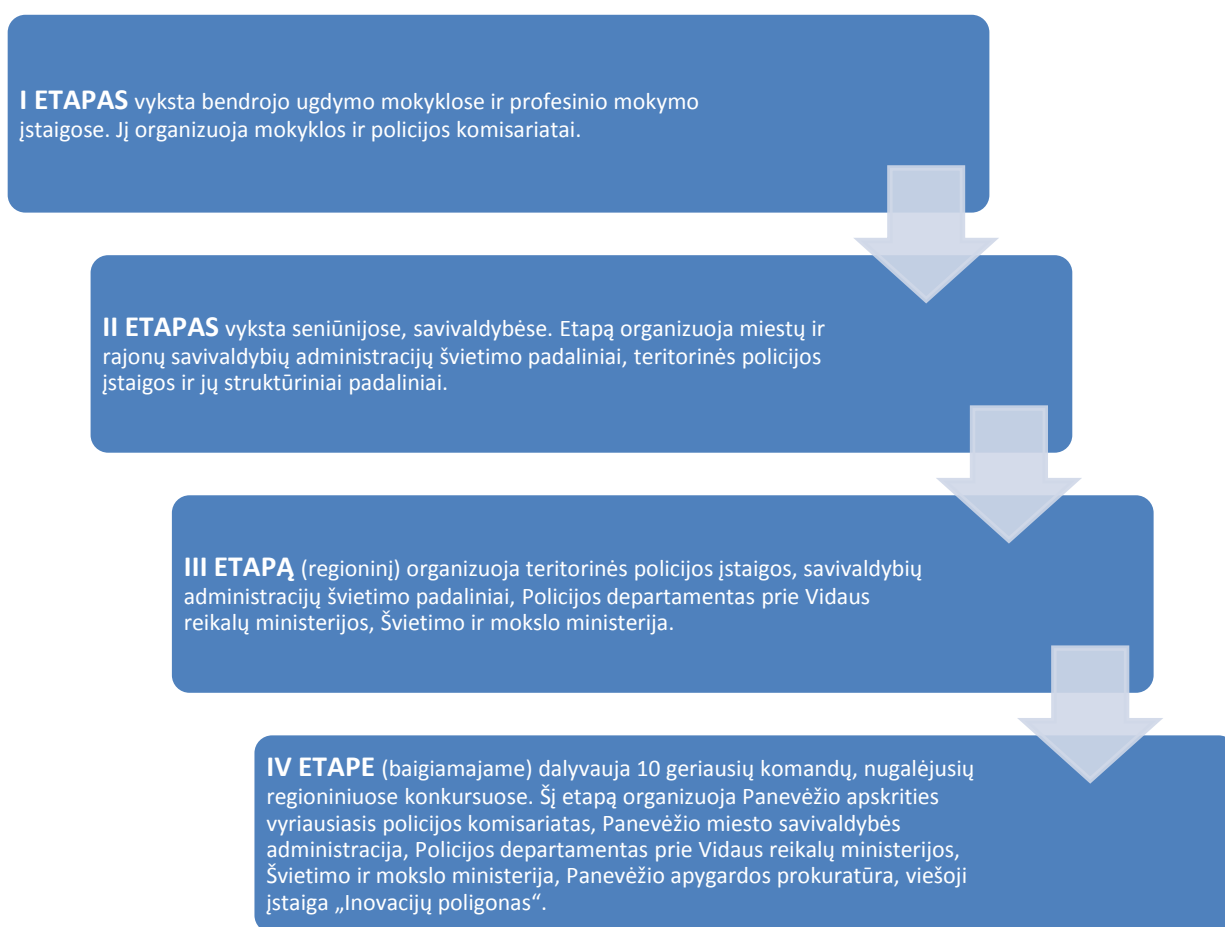 I ETAPAS vyksta bendrojo ugdymo mokyklose ir profesinio mokymo
įstaigose. Jį organizuoja mokyklos ir policijos komisariatai.
II ETAPAS vyksta seniūnijose, savivaldybėse. Etapą organizuoja miestų ir
rajonų savivaldybių administracijų švietimo padaliniai, teritorinės policijos
įstaigos ir jų struktūriniai padaliniai.
III ETAPĄ (regioninį) organizuoja teritorinės policijos įstaigos, savivaldybių
administracijų švietimo padaliniai, Policijos departamentas prie Vidaus
reikalų ministerijos, Švietimo ir mokslo ministerija.
IV ETAPE (baigiamajame) dalyvauja 10 geriausių komandų, nugalėjusių
regioniniuose konkursuose. Šį etapą organizuoja Panevėžio apskrities
vyriausiasis policijos komisariatas, Panevėžio miesto savivaldybės
administracija, Policijos departamentas prie Vidaus reikalų ministerijos,
Švietimo ir mokslo ministerija, Panevėžio apygardos prokuratūra, viešoji
įstaiga „Inovacijų poligonas“.